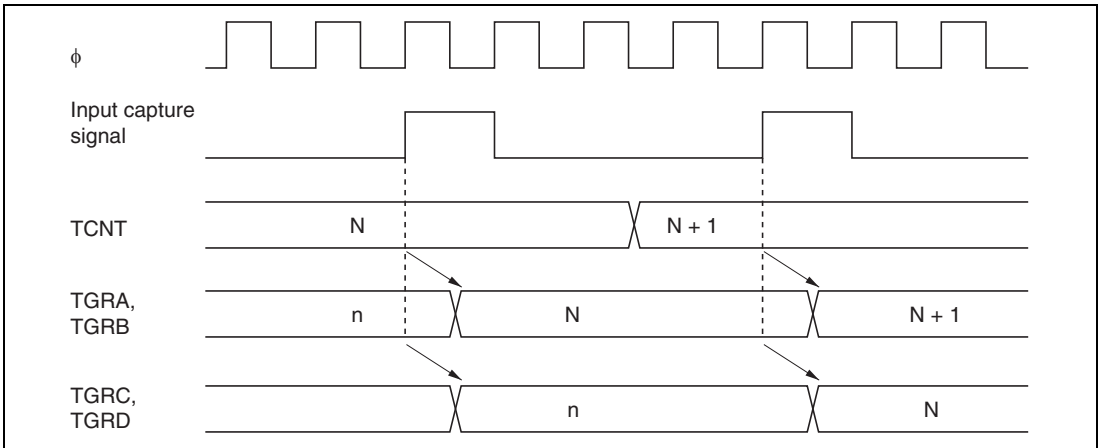 ϕ
Input capture
signal
TCNT
N
N + 1
TGRA,
TGRB
n
N
N + 1
TGRC,
TGRD
n
N